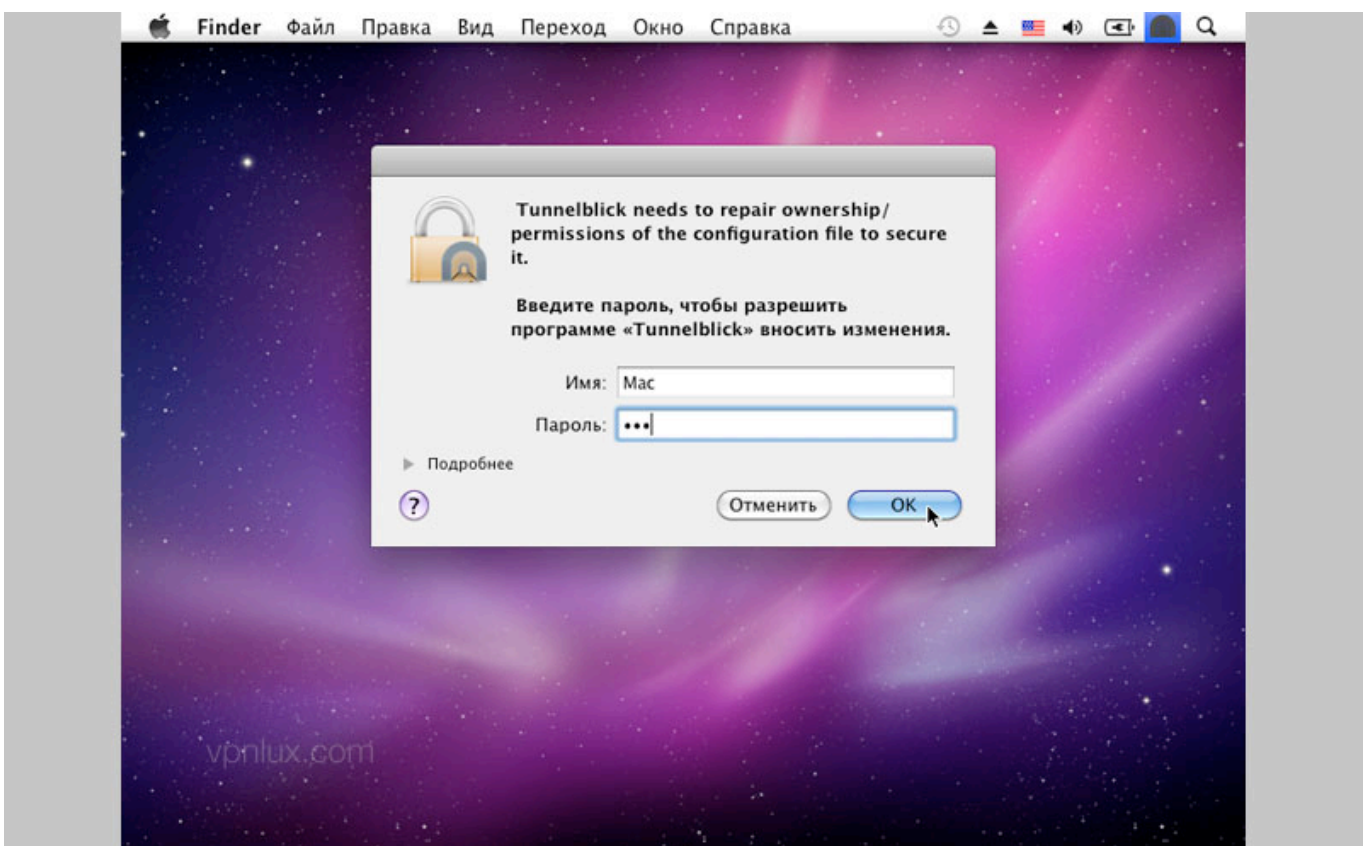 Finder Файл Правка Вид Переход Окно Справка
Tunnelblick needs to repair ownership/
permissions of the configuration file to secure
it.
Введите пароль, чтобы разрешить
программе «Tunnelblick» вносить изменения.
Имя: Mac
Пароль: •••
Подробнее
? Отменить OK
vpnlux.com